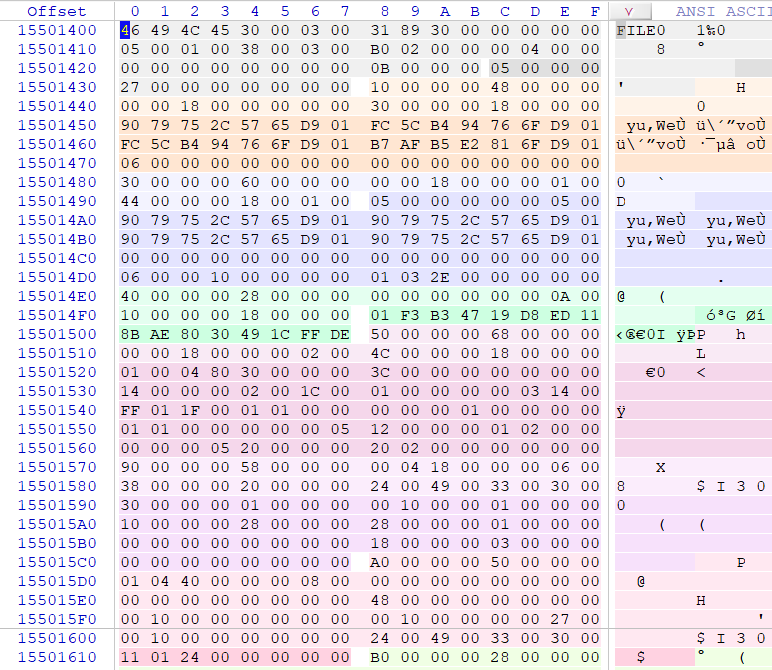 Offset 0 1 2 3 4 5 6 7 8 9 A B C D E F ANSI ASCII
15501400 46 49 4C 45 30 00 03 00 31 89 30 00 00 00 00 00 FILE0 1‰0
15501410 05 00 01 00 38 00 03 00 B0 02 00 00 00 04 00 00 8 °
15501420 00 00 00 00 00 00 00 00 0B 00 00 00 05 00 00 00
15501430 27 00 00 00 00 00 00 00 10 00 00 00 48 00 00 00 ' H
15501440 00 00 18 00 00 00 00 00 30 00 00 00 18 00 00 00 0
15501450 90 79 75 2C 57 65 D9 01 FC 5C B4 94 76 6F D9 01 yu,WeÙ ü\´”voÙ
15501460 FC 5C B4 94 76 6F D9 01 B7 AF B5 E2 81 6F D9 01 ü\´”voÙ ·¯µâ oÙ
15501470 06 00 00 00 00 00 00 00 00 00 00 00 00 00 00 00
15501480 30 00 00 00 60 00 00 00 00 00 18 00 00 00 01 00 0 `
15501490 44 00 00 00 18 00 01 00 05 00 00 00 00 00 05 00 D
155014A0 90 79 75 2C 57 65 D9 01 90 79 75 2C 57 65 D9 01 yu,WeÙ yu,WeÙ
155014B0 90 79 75 2C 57 65 D9 01 90 79 75 2C 57 65 D9 01 yu,WeÙ yu,WeÙ
155014C0 00 00 00 00 00 00 00 00 00 00 00 00 00 00 00 00
155014D0 06 00 00 10 00 00 00 00 01 03 2E 00 00 00 00 00 .
155014E0 40 00 00 00 28 00 00 00 00 00 00 00 00 00 0A 00 @ (
155014F0 10 00 00 00 18 00 00 00 01 F3 B3 47 19 D8 ED 11 ó³G Øí
15501500 8B AE 80 30 49 1C FF DE 50 00 00 00 68 00 00 00 ‹®€0I ÿÞP h
15501510 00 00 18 00 00 00 02 00 4C 00 00 00 18 00 00 00 L
15501520 01 00 04 80 30 00 00 00 3C 00 00 00 00 00 00 00 €0 <
15501530 14 00 00 00 02 00 1C 00 01 00 00 00 00 03 14 00
15501540 FF 01 1F 00 01 01 00 00 00 00 00 01 00 00 00 00 ÿ
15501550 01 01 00 00 00 00 00 05 12 00 00 00 01 02 00 00
15501560 00 00 00 05 20 00 00 00 20 02 00 00 00 00 00 00
15501570 90 00 00 00 58 00 00 00 00 04 18 00 00 00 06 00 X
15501580 38 00 00 00 20 00 00 00 24 00 49 00 33 00 30 00 8 $ I 3 0
15501590 30 00 00 00 01 00 00 00 00 10 00 00 01 00 00 00 0
155015A0 10 00 00 00 28 00 00 00 28 00 00 00 01 00 00 00 ( (
155015B0 00 00 00 00 00 00 00 00 18 00 00 00 03 00 00 00
155015C0 00 00 00 00 00 00 00 00 A0 00 00 00 50 00 00 00 P
155015D0 01 04 40 00 00 00 08 00 00 00 00 00 00 00 00 00 @
155015E0 00 00 00 00 00 00 00 00 48 00 00 00 00 00 00 00 H
155015F0 00 10 00 00 00 00 00 00 00 10 00 00 00 00 27 00 '
15501600 00 10 00 00 00 00 00 00 24 00 49 00 33 00 30 00 $ I 3 0
15501610 11 01 24 00 00 00 00 00 B0 00 00 00 28 00 00 00 $ ° (